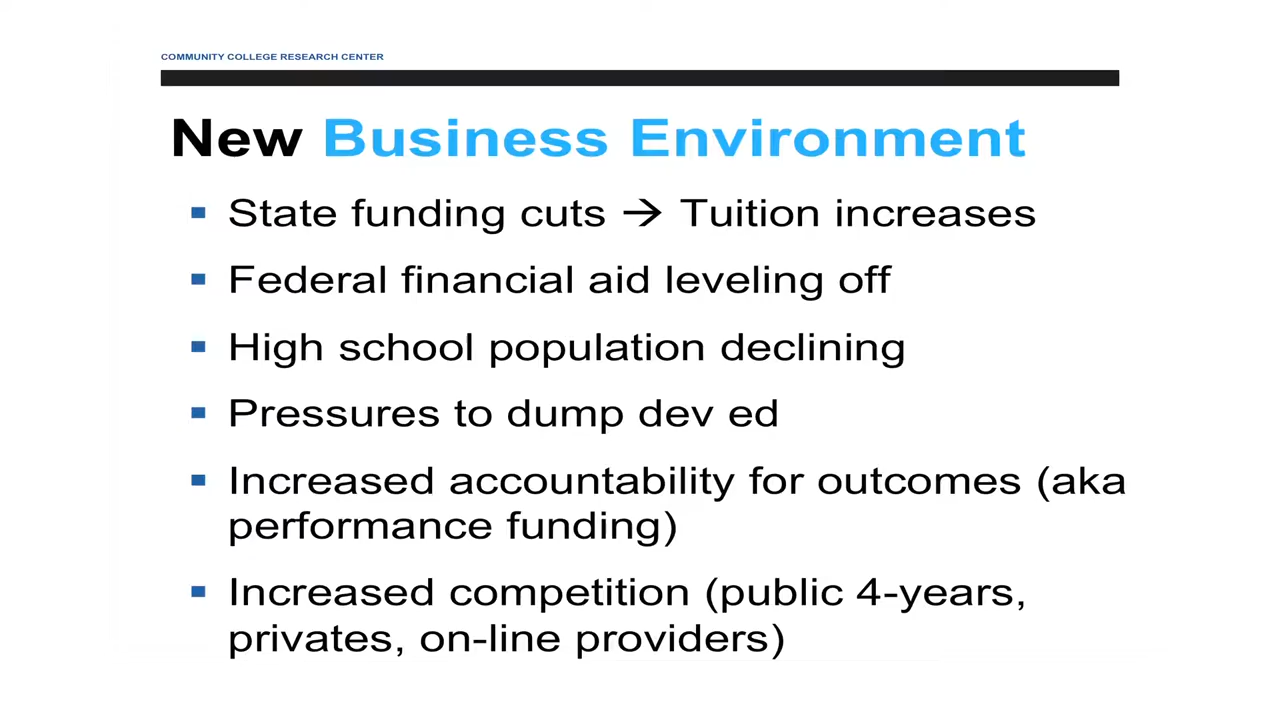 COMMUNITY COLLEGE RESEARCH CENTER
New Business Environment
State funding cuts → Tuition increases
Federal financial aid leveling off
High school population declining
Pressures to dump dev ed
Increased accountability for outcomes (aka
performance funding)
Increased competition (public 4-years,
privates, on-line providers)